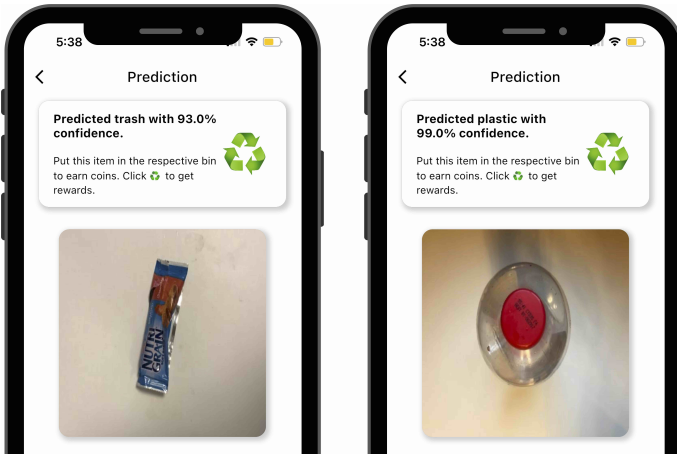 5:38
Prediction
Predicted trash with 93.0%
confidence.
Put this item in the respective bin
to earn coins. Click ♻ to get
rewards.
NUTRI
GRAIN
5:38
Prediction
Predicted plastic with
99.0% confidence.
Put this item in the respective bin
to earn coins. Click ♻ to get
rewards.